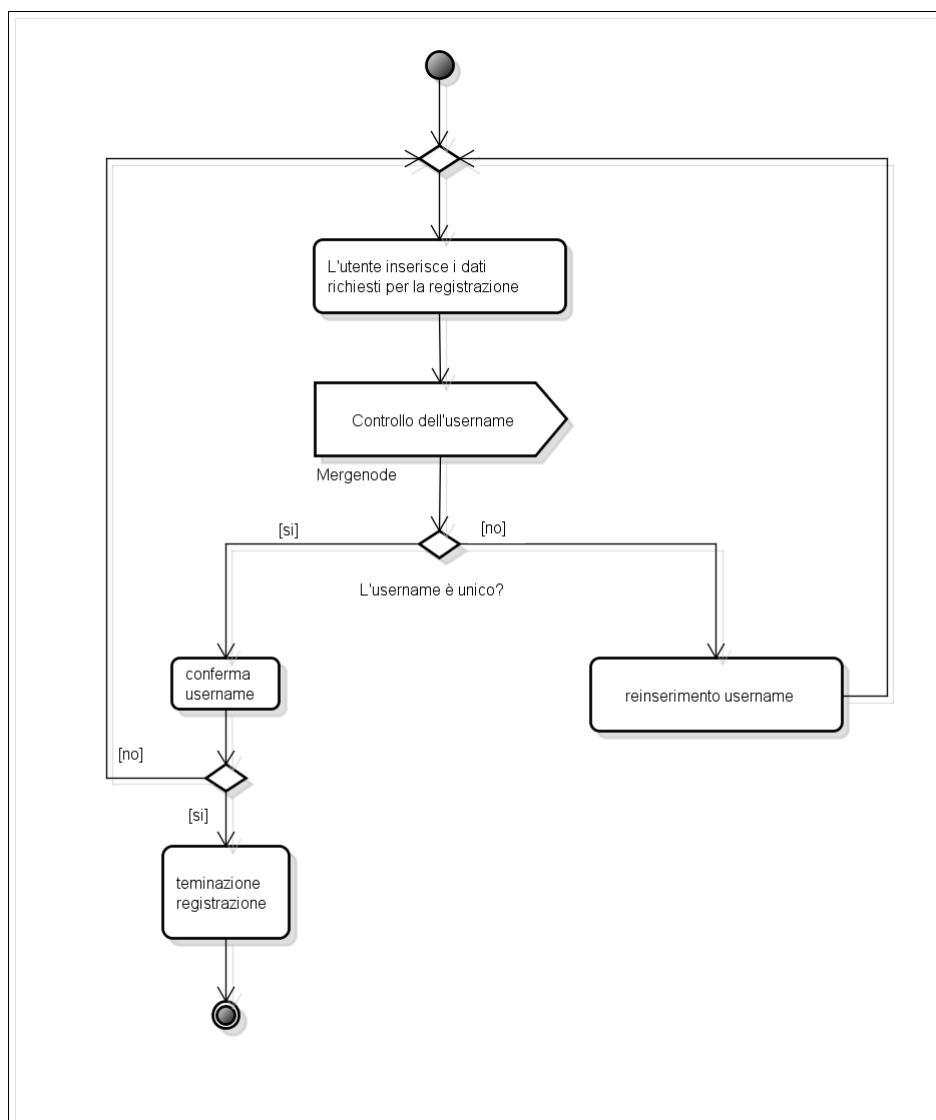 L'utente inserisce i dati
richiesti per la registrazione
Controllo dell'username
Mergenode
[si]
[no]
L'username è unico?
conferma
username
reinserimento username
[no]
[si]
teminazione
registrazione